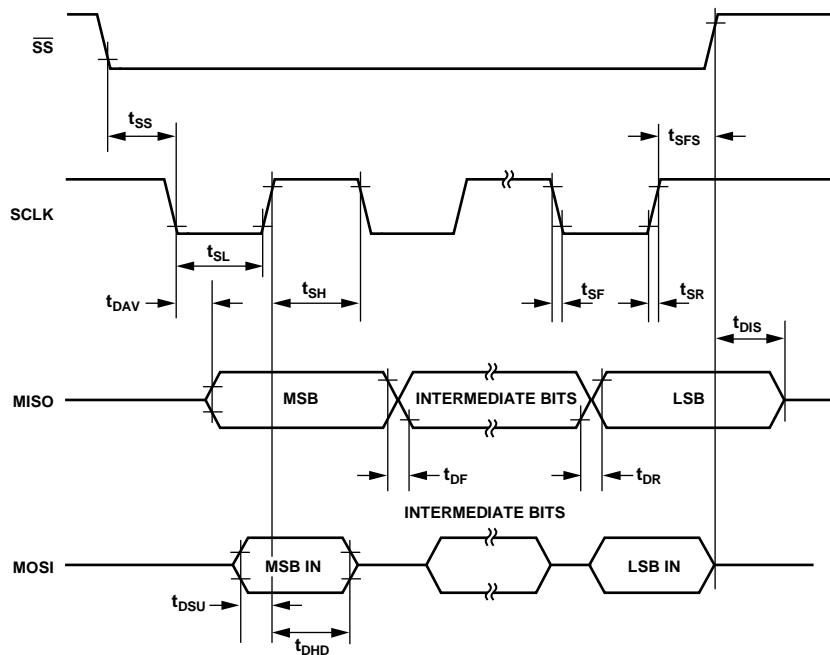 SS
tSS
tSFS
SCLK
tSL
tSH
tSF
tSR
tDAV
tDIS
MISO
MSB
INTERMEDIATE BITS
LSB
tDF
tDR
INTERMEDIATE BITS
MOSI
MSB IN
LSB IN
tDSU
tDHD